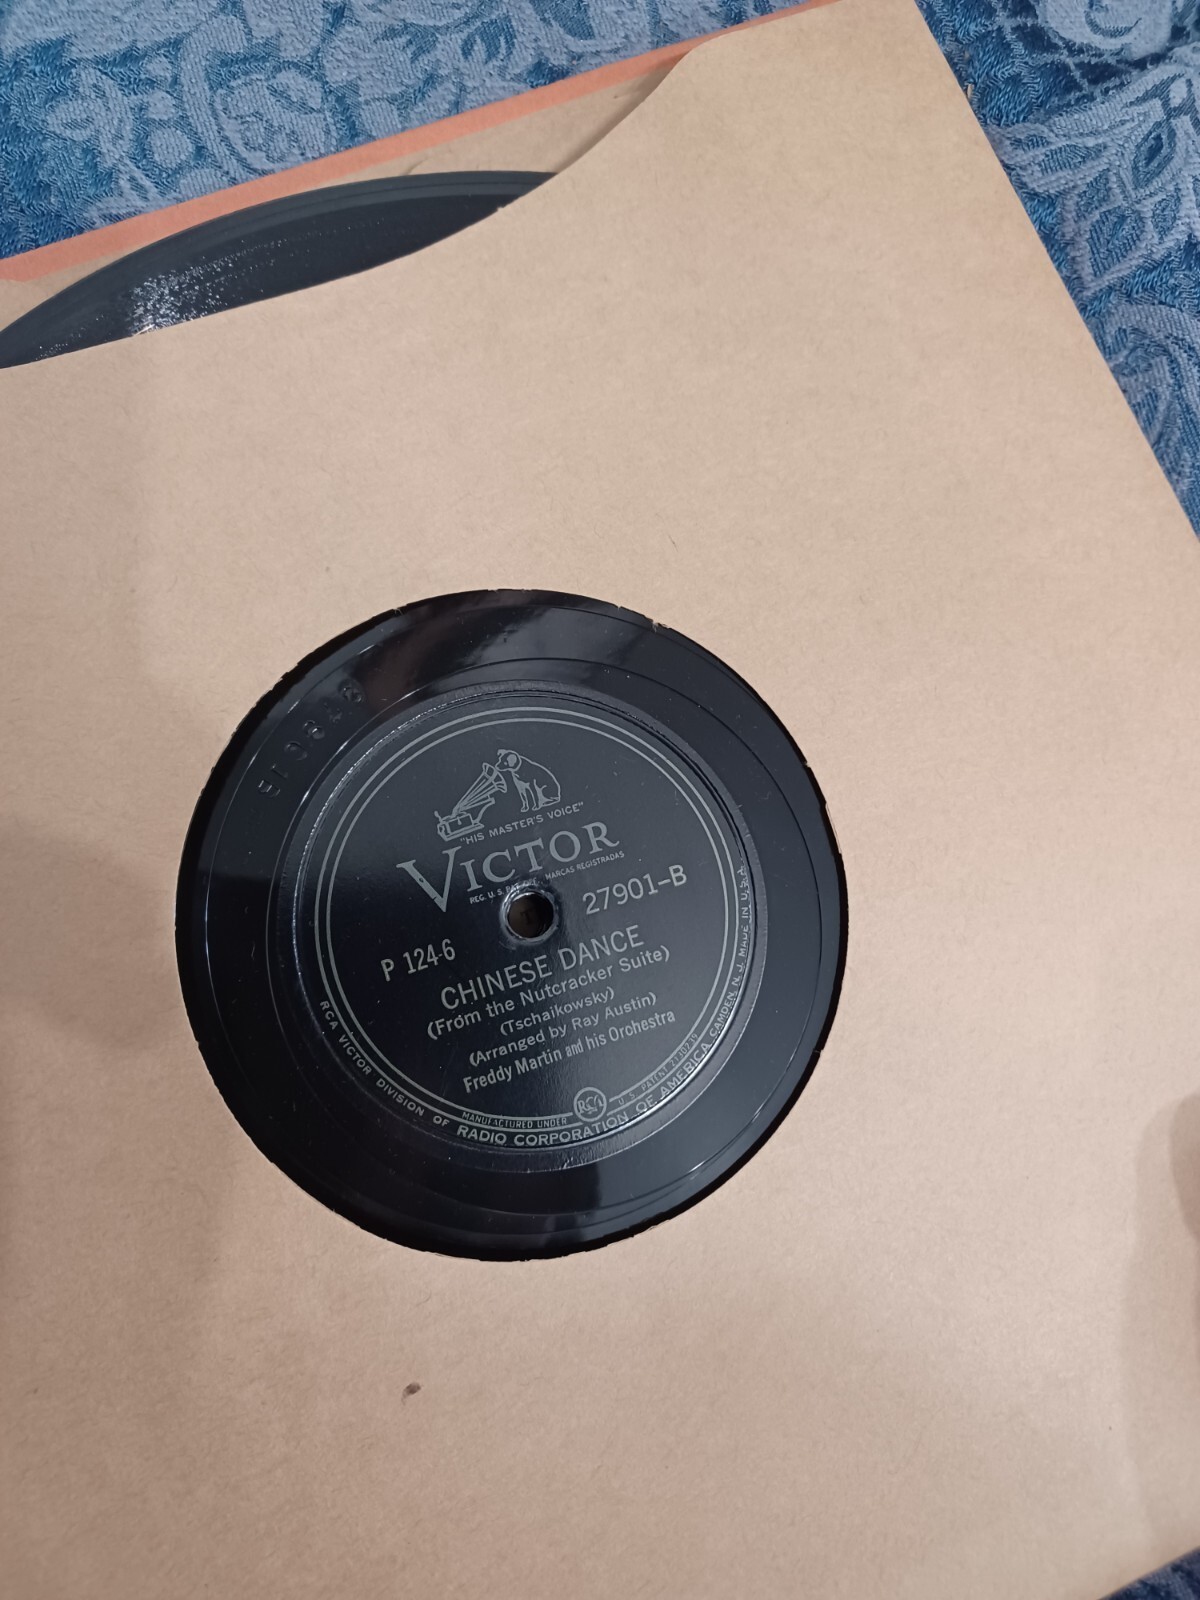 "HIS MASTER'S VOICE"
VICTOR
REG. U. S. PAT. OFF. MARCAS REGISTRADAS
27901-B
P 124-6
CHINESE DANCE
(From the Nutcracker Suite)
(Tschaikowsky)
(Arranged by Ray Austin)
Freddy Martin and his Orchestra
MANUFACTURED UNDER RCA U. S. PATENT
RCA VICTOR DIVISION OF RADIO CORPORATION OF AMERICA, CAMDEN, N. J. MADE IN U.S.A.